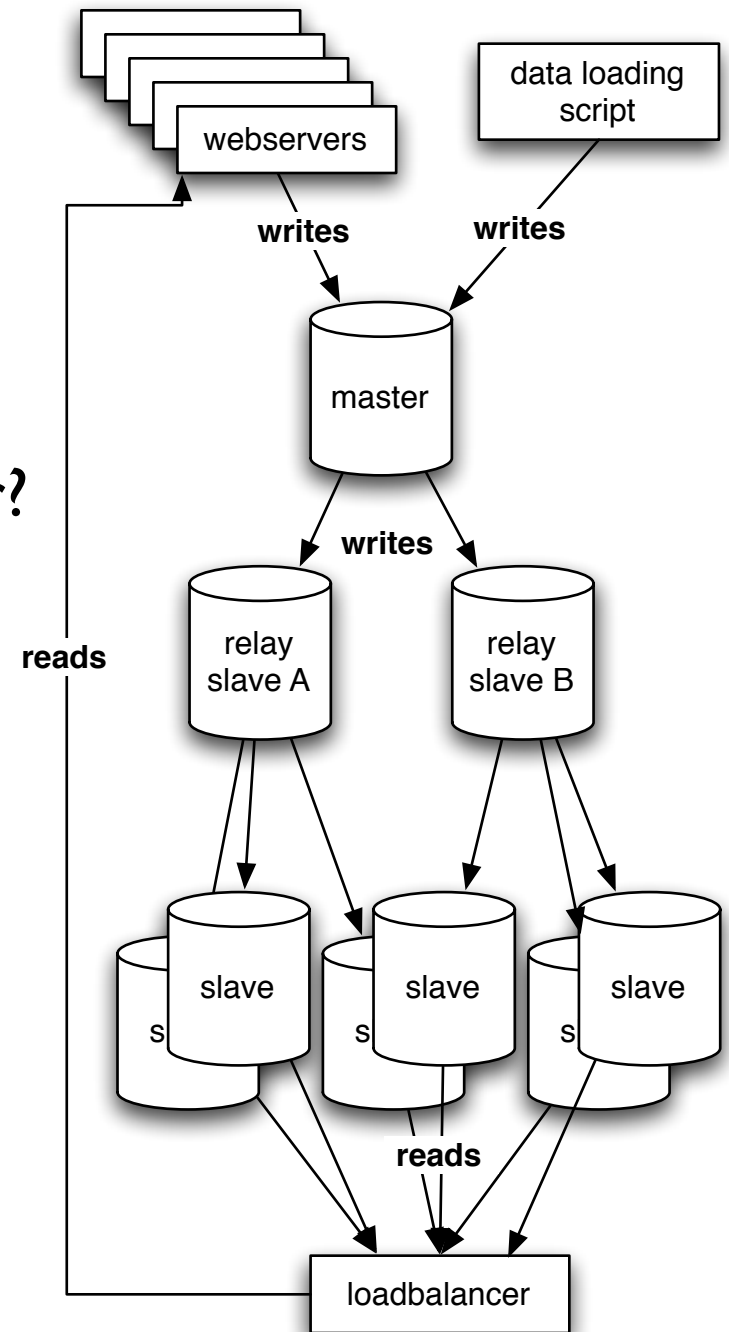 webservers
data loading
script
writes
writes
master
?
writes
relay
slave A
relay
slave B
reads
slave
slave
slave
s
s
s
reads
loadbalancer